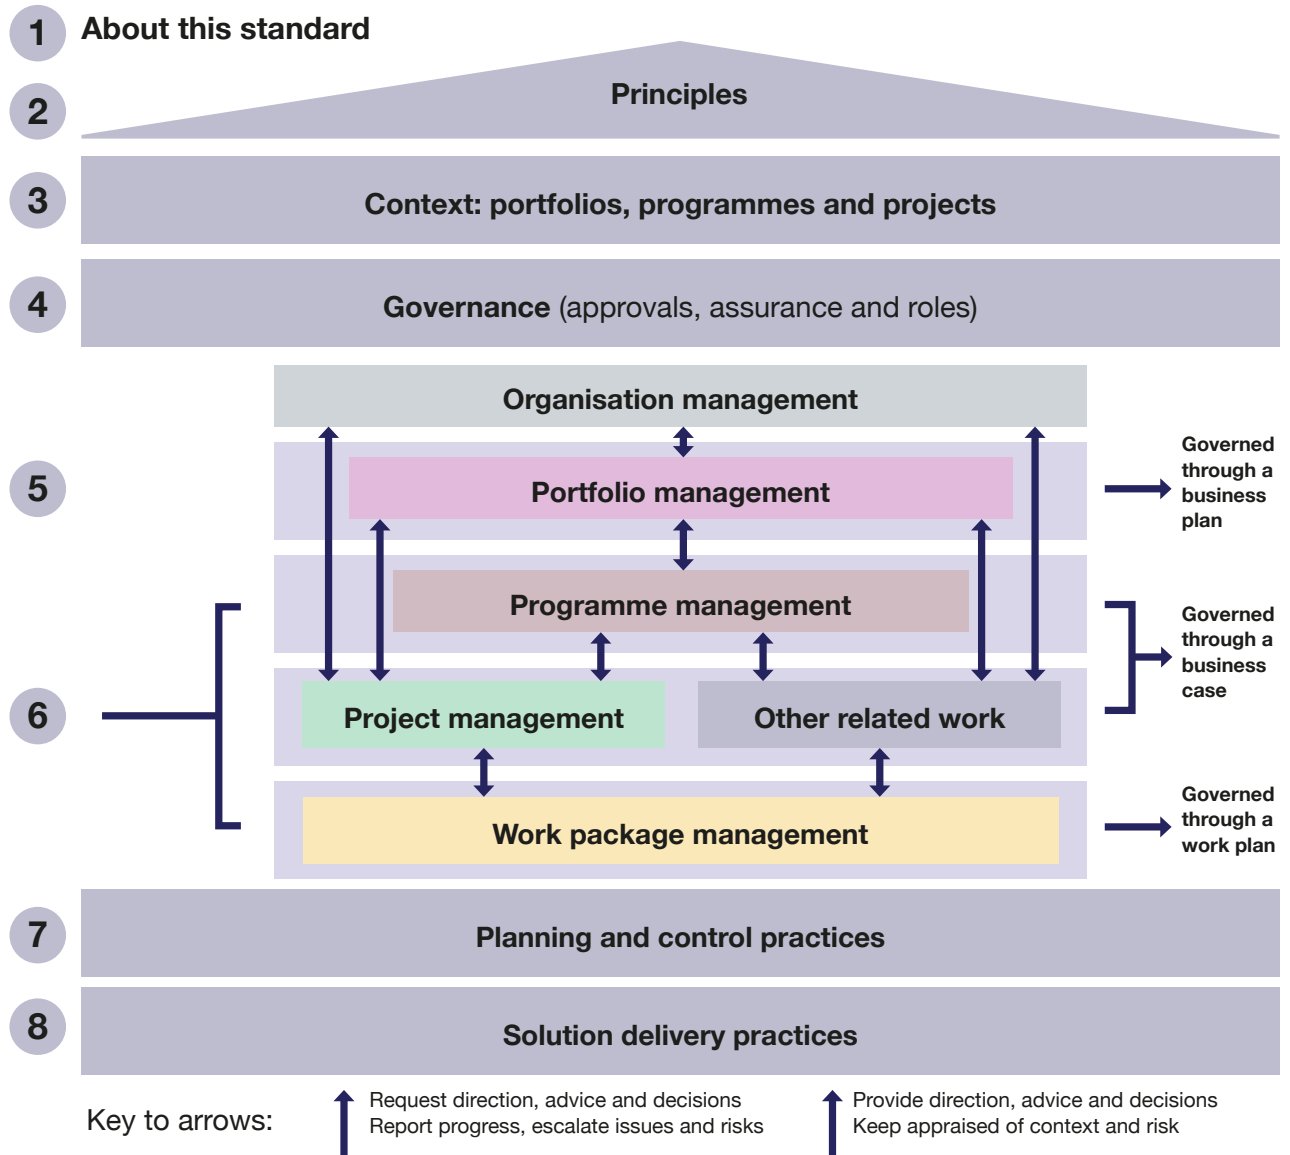 1 About this standard
2 Principles
3 Context: portfolios, programmes and projects
4 Governance (approvals, assurance and roles)
Organisation management
5 Portfolio management
Governed
through a
business
plan
Programme management
Governed
through a
business
case
6 Project management Other related work
Work package management
Governed
through a
work plan
7 Planning and control practices
8 Solution delivery practices
Key to arrows:
Request direction, advice and decisions
Report progress, escalate issues and risks
Provide direction, advice and decisions
Keep appraised of context and risk